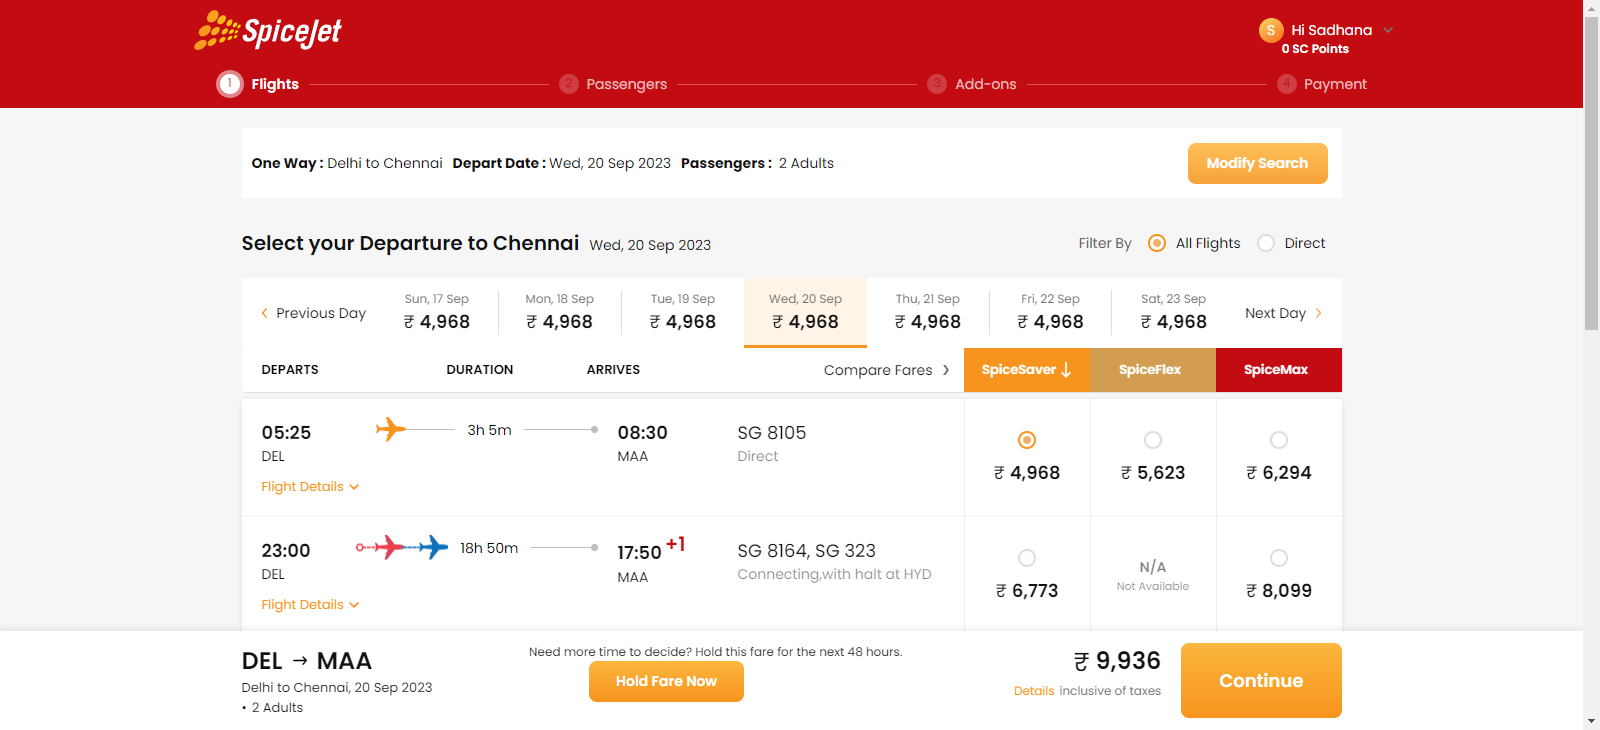 SpiceJet
S Hi Sadhana
0 SC Points
1 Flights 2 Passengers 3 Add-ons 4 Payment
One Way : Delhi to Chennai Depart Date : Wed, 20 Sep 2023 Passengers : 2 Adults Modify Search
Select your Departure to Chennai Wed, 20 Sep 2023 Filter By All Flights Direct
Previous Day Sun, 17 Sep Mon, 18 Sep Tue, 19 Sep Wed, 20 Sep Thu, 21 Sep Fri, 22 Sep Sat, 23 Sep Next Day
₹ 4,968 ₹ 4,968 ₹ 4,968 ₹ 4,968 ₹ 4,968 ₹ 4,968 ₹ 4,968
DEPARTS DURATION ARRIVES Compare Fares SpiceSaver ↓ SpiceFlex SpiceMax
05:25 3h 5m 08:30 SG 8105
DEL MAA Direct
₹ 4,968 ₹ 5,623 ₹ 6,294
Flight Details
23:00 18h 50m 17:50 +1 SG 8164, SG 323
DEL MAA Connecting,with halt at HYD
N/A
Not Available
₹ 6,773 ₹ 8,099
Flight Details
DEL → MAA
Delhi to Chennai, 20 Sep 2023
• 2 Adults
Need more time to decide? Hold this fare for the next 48 hours.
Hold Fare Now
₹ 9,936
Details inclusive of taxes
Continue